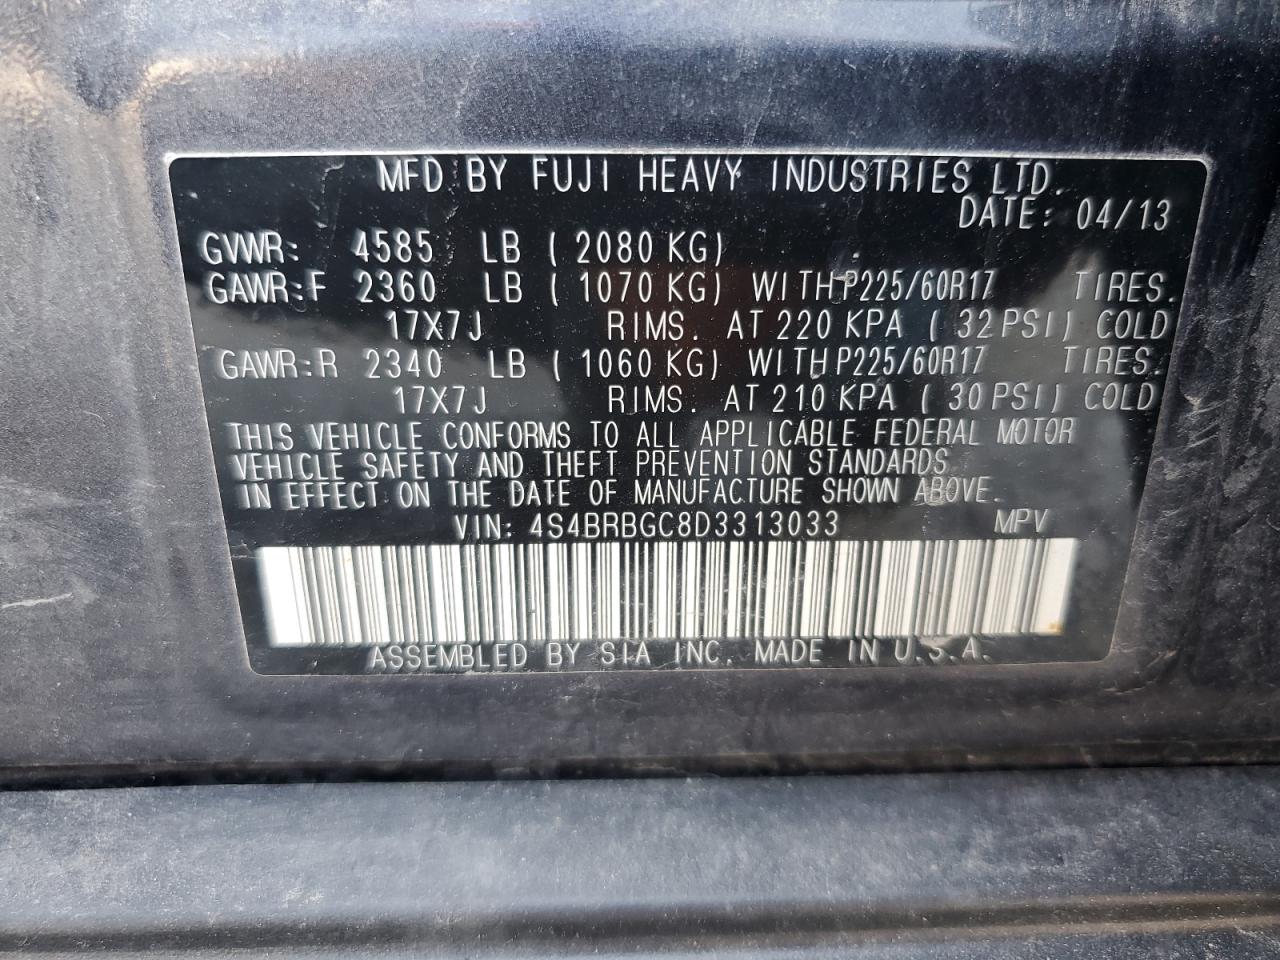 MFD BY FUJI HEAVY INDUSTRIES LTD.
DATE: 04/13
GVWR: 4585 LB ( 2080 KG)
GAWR:F 2360 LB ( 1070 KG) WITH P225/60R17 TIRES.
17X7J RIMS. AT 220 KPA ( 32 PSI) COLD
GAWR:R 2340 LB ( 1060 KG) WITH P225/60R17 TIRES.
17X7J RIMS. AT 210 KPA ( 30 PSI) COLD
THIS VEHICLE CONFORMS TO ALL APPLICABLE FEDERAL MOTOR
VEHICLE SAFETY AND THEFT PREVENTION STANDARDS
IN EFFECT ON THE DATE OF MANUFACTURE SHOWN ABOVE.
VIN: 4S4BRBGC8D3313033 MPV
ASSEMBLED BY SIA INC. MADE IN U.S.A.